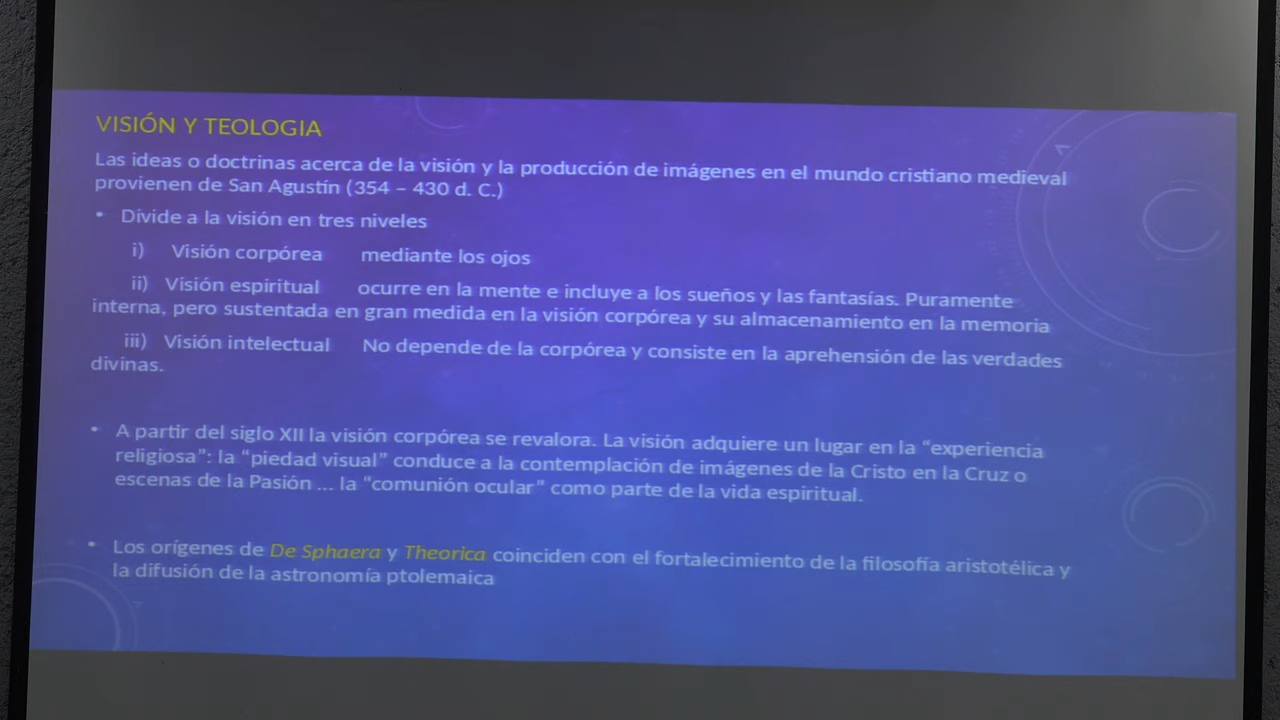 VISIÓN Y TEOLOGIA
Las ideas o doctrinas acerca de la visión y la producción de imágenes en el mundo cristiano medieval
provienen de San Agustín (354 – 430 d. C.)
• Divide a la visión en tres niveles
i) Visión corpórea mediante los ojos
ii) Visión espiritual ocurre en la mente e incluye a los sueños y las fantasías. Puramente
interna, pero sustentada en gran medida en la visión corpórea y su almacenamiento en la memoria
iii) Visión intelectual No depende de la corpórea y consiste en la aprehensión de las verdades
divinas.
• A partir del siglo XII la visión corpórea se revalora. La visión adquiere un lugar en la “experiencia
religiosa”: la “piedad visual” conduce a la contemplación de imágenes de la Cristo en la Cruz o
escenas de la Pasión ... la “comunión ocular” como parte de la vida espiritual.
• Los orígenes de De Sphaera y Theorica coinciden con el fortalecimiento de la filosofía aristotélica y
la difusión de la astronomía ptolemaica